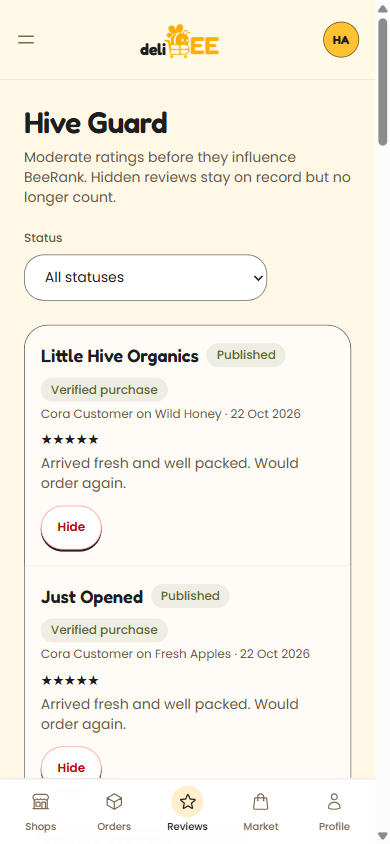 deli BEE
HA
Hive Guard
Moderate ratings before they influence
BeeRank. Hidden reviews stay on record but no
longer count.
Status
All statuses
Little Hive Organics Published
Verified purchase
Cora Customer on Wild Honey · 22 Oct 2026
★★★★★
Arrived fresh and well packed. Would
order again.
Hide
Just Opened Published
Verified purchase
Cora Customer on Fresh Apples · 22 Oct 2026
★★★★★
Arrived fresh and well packed. Would
order again.
Hide
Shops Orders Reviews Market Profile